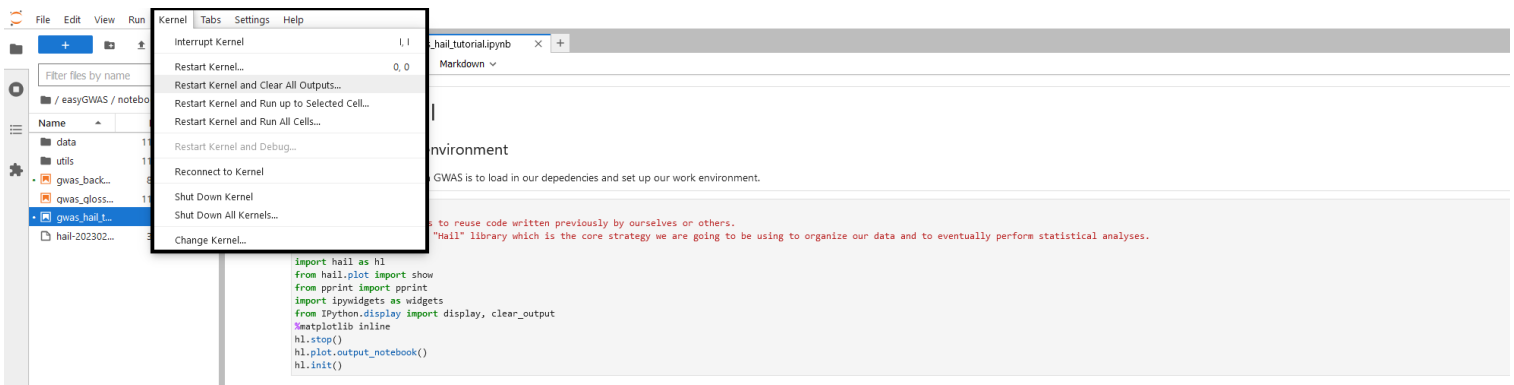 File Edit View Run Kernel Tabs Settings Help
Interrupt Kernel I, I
Restart Kernel... 0, 0
Restart Kernel and Clear All Outputs...
Restart Kernel and Run up to Selected Cell...
Restart Kernel and Run All Cells...
Restart Kernel and Debug...
Reconnect to Kernel
Shut Down Kernel
Shut Down All Kernels...
Change Kernel...
Filter files by name
/ easyGWAS / notebo
Name
data 11
utils 11
gwas_back... 8
gwas_gloss... 11
gwas_hail_t...
hail-202302... 3
_hail_tutorial.ipynb
Markdown
nvironment
GWAS is to load in our depedencies and set up our work environment.
s to reuse code written previously by ourselves or others.
"Hail" library which is the core strategy we are going to be using to organize our data and to eventually perform statistical analyses.
import hail as hl
from hail.plot import show
from pprint import pprint
import ipywidgets as widgets
from IPython.display import display, clear_output
%matplotlib inline
hl.stop()
hl.plot.output_notebook()
hl.init()